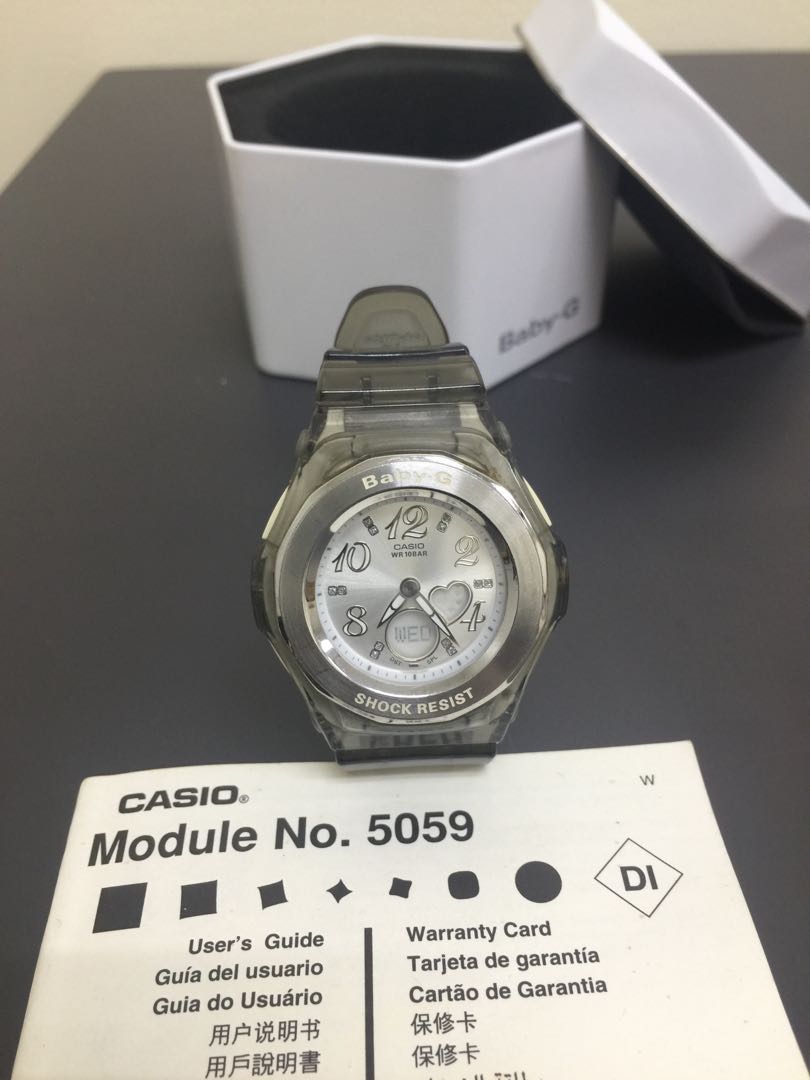 Baby-G
Baby-G
12
10
2
CASIO
WR 10BAR
8
4
WED
SHOCK RESIST
CASIO®
W
Module No. 5059
DI
User's Guide
Guía del usuario
Guia do Usuário
用户说明书
用戶說明書
Warranty Card
Tarjeta de garantía
Cartão de Garantia
保修卡
保修卡